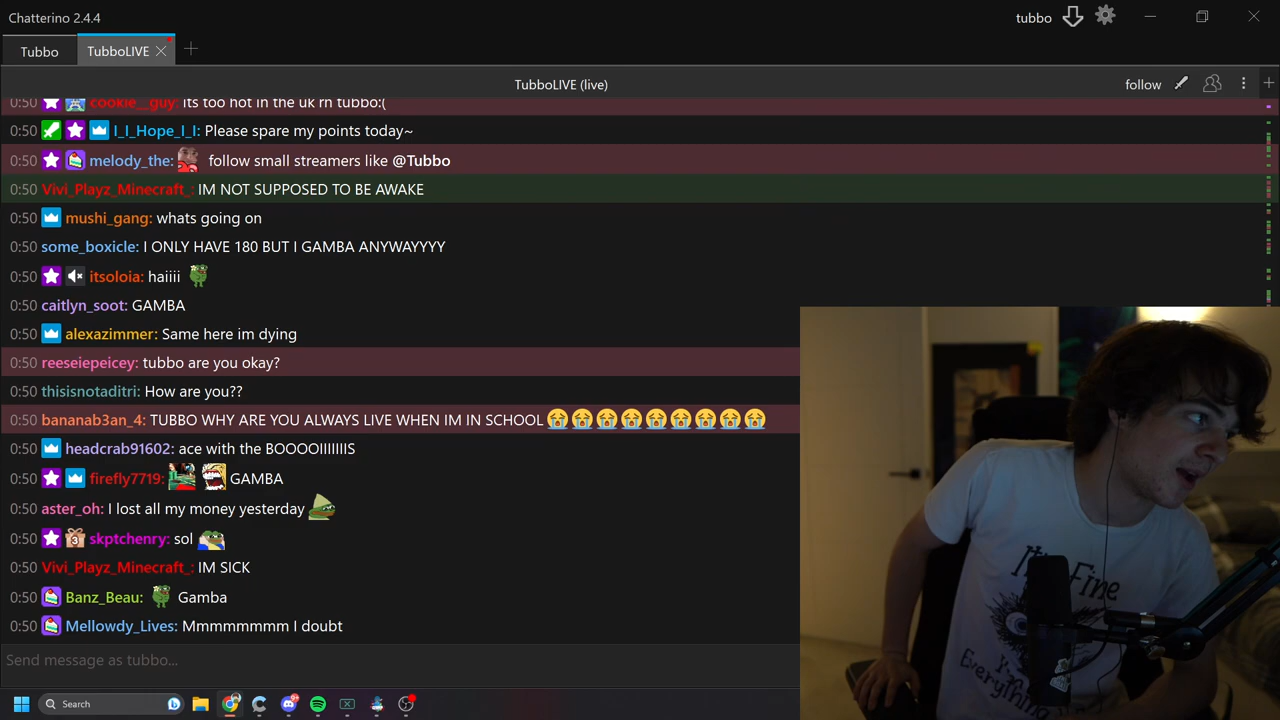 Chatterino 2.4.4
tubbo
Tubbo
TubboLIVE
TubboLIVE (live)
follow
0:50 cookie__guy: its too hot in the uk rn tubbo:(
0:50 I_I_Hope_I_I: Please spare my points today~
0:50 melody_the: follow small streamers like @Tubbo
0:50 Vivi_Playz_Minecraft_: IM NOT SUPPOSED TO BE AWAKE
0:50 mushi_gang: whats going on
0:50 some_boxicle: I ONLY HAVE 180 BUT I GAMBA ANYWAYYYY
0:50 itsoloia: haiiii
0:50 caitlyn_soot: GAMBA
0:50 alexazimmer: Same here im dying
0:50 reeseiepeicey: tubbo are you okay?
0:50 thisisnotaditri: How are you??
0:50 bananab3an_4: TUBBO WHY ARE YOU ALWAYS LIVE WHEN IM IN SCHOOL 😭😭😭😭😭😭😭😭😭
0:50 headcrab91602: ace with the BOOOOIIIIIIS
0:50 firefly7719: GAMBA
0:50 aster_oh: I lost all my money yesterday
0:50 3 skptchenry: sol
0:50 Vivi_Playz_Minecraft_: IM SICK
0:50 Banz_Beau: Gamba
0:50 Mellowdy_Lives: Mmmmmmmm I doubt
Send message as tubbo...
Search
It's Fine
I'm
Everything